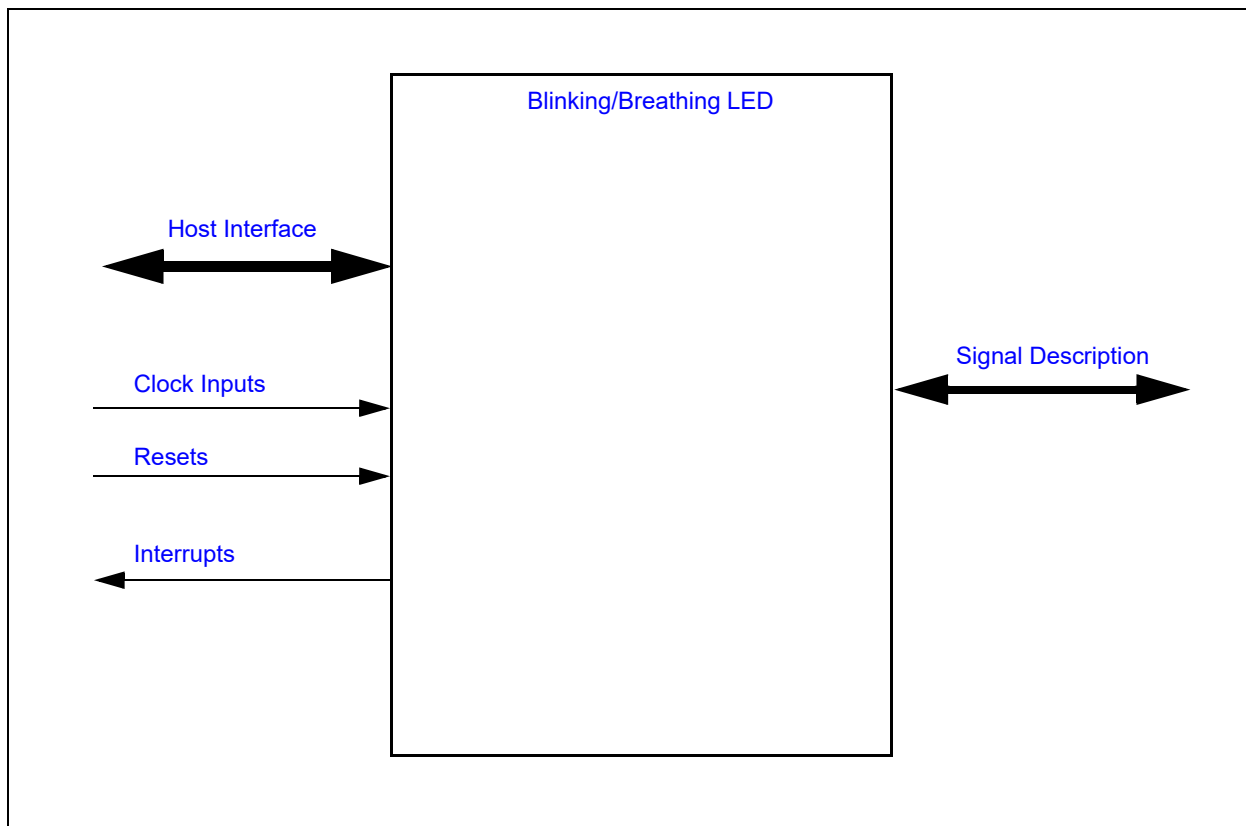 Blinking/Breathing LED
Host Interface
Signal Description
Clock Inputs
Resets
Interrupts